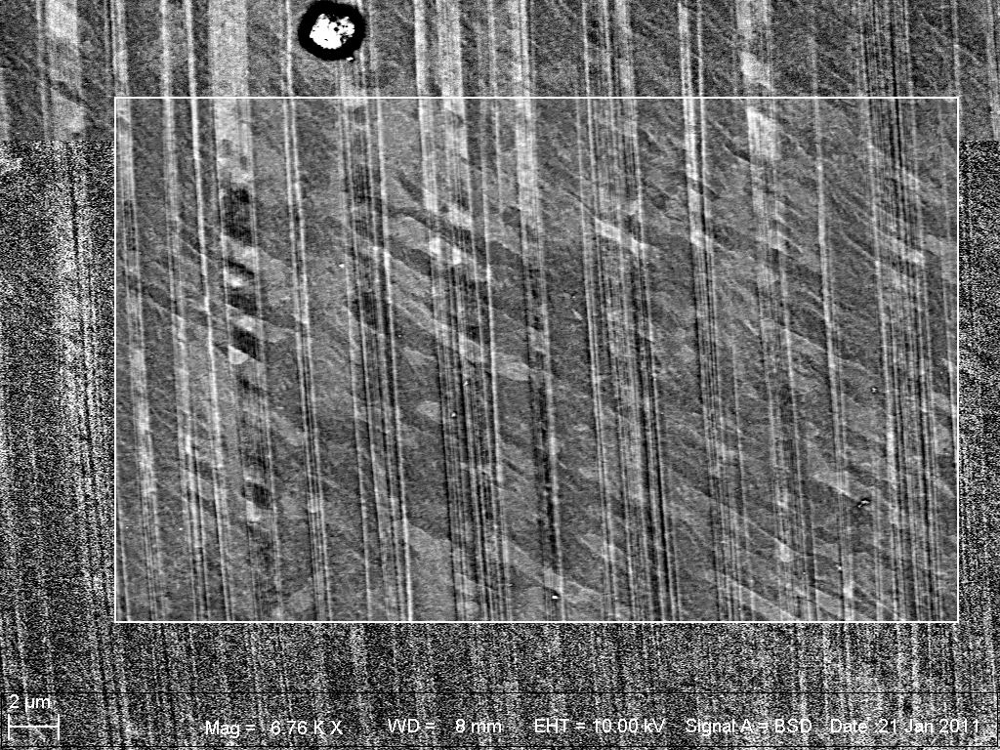 2 µm
Mag = 6.76 K X WD = 8 mm EHT = 10.00 kV Signal A = BSD Date :21 Jan 2011